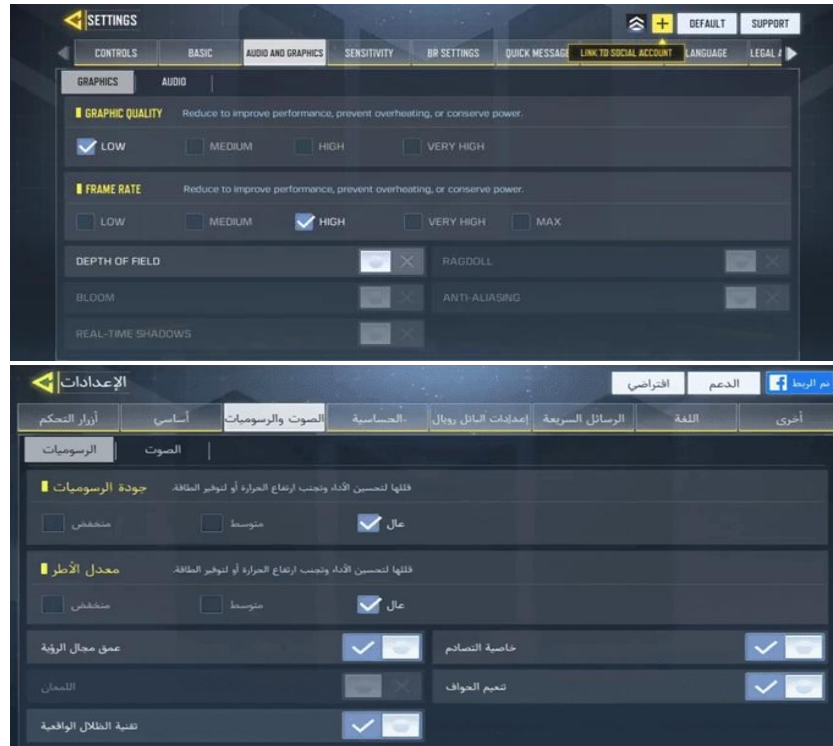 SETTINGS
DEFAULT SUPPORT
CONTROLS BASIC AUDIO AND GRAPHICS SENSITIVITY BR SETTINGS QUICK MESSAGE LINK TO SOCIAL ACCOUNT LANGUAGE LEGAL
GRAPHICS AUDIO
GRAPHIC QUALITY Reduce to improve performance, prevent overheating, or conserve power.
LOW MEDIUM HIGH VERY HIGH
FRAME RATE Reduce to improve performance, prevent overheating, or conserve power.
LOW MEDIUM HIGH VERY HIGH MAX
DEPTH OF FIELD RAGDOLL
BLOOM ANTI-ALIASING
REAL-TIME SHADOWS
الإعدادات
افتراضي الدعم تم الربط
أزرار التحكم أساسي الصوت والرسوميات الحساسية. إعدادات الباتل رويال الرسائل السريعة اللغة أخرى
الرسوميات الصوت
جودة الرسوميات قللها لتحسين الأداء وتجنب ارتفاع الحرارة أو لتوفير الطاقة.
منخفض متوسط عال
معدل الأطر قللها لتحسين الأداء وتجنب ارتفاع الحرارة أو لتوفير الطاقة.
منخفض متوسط عال
عمق مجال الرؤية خاصية التصادم
اللمعان تنعيم الحواف
تقنية الظلال الواقعية